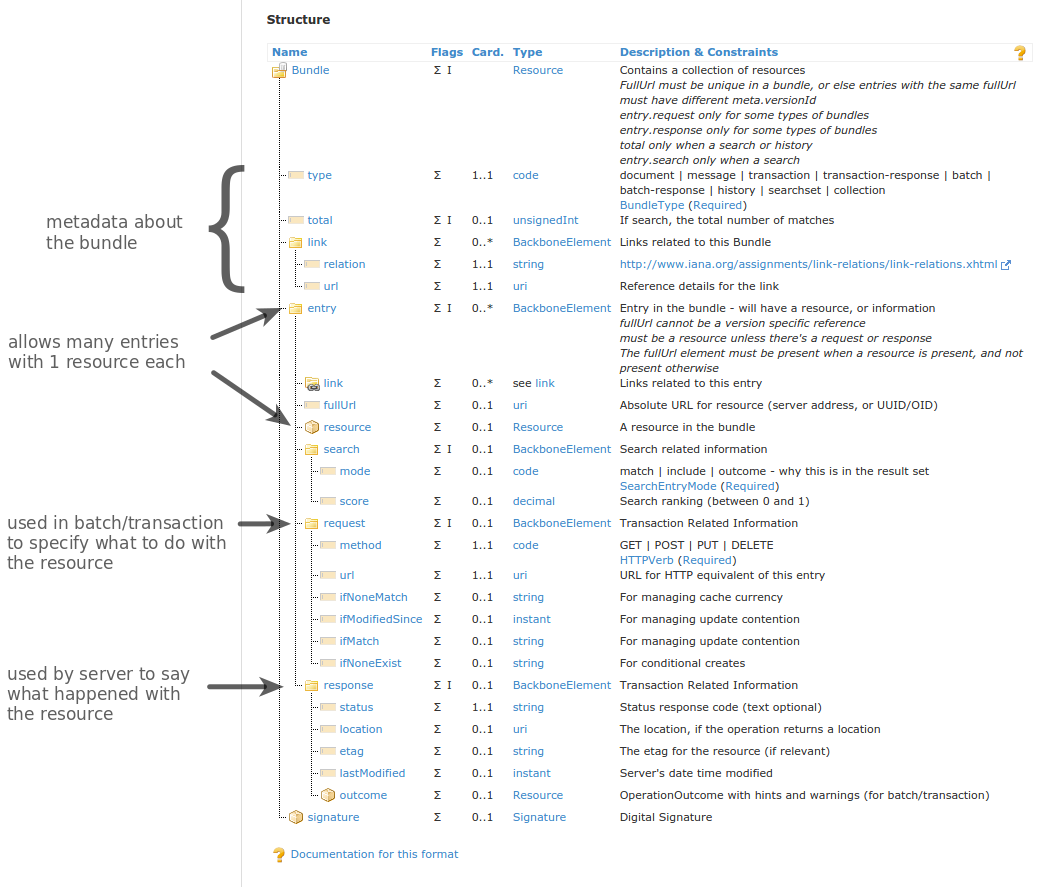 Structure
Name Flags Card. Type Description & Constraints
Bundle Σ I Resource Contains a collection of resources
FullUrl must be unique in a bundle, or else entries with the same fullUrl
must have different meta.versionId
entry.request only for some types of bundles
entry.response only for some types of bundles
total only when a search or history
entry.search only when a search
type Σ 1..1 code document | message | transaction | transaction-response | batch |
batch-response | history | searchset | collection
BundleType (Required)
metadata about
the bundle
total Σ I 0..1 unsignedInt If search, the total number of matches
link Σ 0..* BackboneElement Links related to this Bundle
relation Σ 1..1 string http://www.iana.org/assignments/link-relations/link-relations.xhtml
url Σ 1..1 uri Reference details for the link
entry Σ I 0..* BackboneElement Entry in the bundle - will have a resource, or information
fullUrl cannot be a version specific reference
must be a resource unless there's a request or response
The fullUrl element must be present when a resource is present, and not
present otherwise
allows many entries
with 1 resource each
link Σ 0..* see link Links related to this entry
fullUrl Σ 0..1 uri Absolute URL for resource (server address, or UUID/OID)
resource Σ 0..1 Resource A resource in the bundle
search Σ I 0..1 BackboneElement Search related information
mode Σ 0..1 code match | include | outcome - why this is in the result set
SearchEntryMode (Required)
score Σ 0..1 decimal Search ranking (between 0 and 1)
used in batch/transaction
to specify what to do with
the resource
request Σ I 0..1 BackboneElement Transaction Related Information
method Σ 1..1 code GET | POST | PUT | DELETE
HTTPVerb (Required)
url Σ 1..1 uri URL for HTTP equivalent of this entry
ifNoneMatch Σ 0..1 string For managing cache currency
ifModifiedSince Σ 0..1 instant For managing update contention
ifMatch Σ 0..1 string For managing update contention
ifNoneExist Σ 0..1 string For conditional creates
used by server to say
what happened with
the resource
response Σ I 0..1 BackboneElement Transaction Related Information
status Σ 1..1 string Status response code (text optional)
location Σ 0..1 uri The location, if the operation returns a location
etag Σ 0..1 string The etag for the resource (if relevant)
lastModified Σ 0..1 instant Server's date time modified
outcome Σ 0..1 Resource OperationOutcome with hints and warnings (for batch/transaction)
signature Σ 0..1 Signature Digital Signature
Documentation for this format